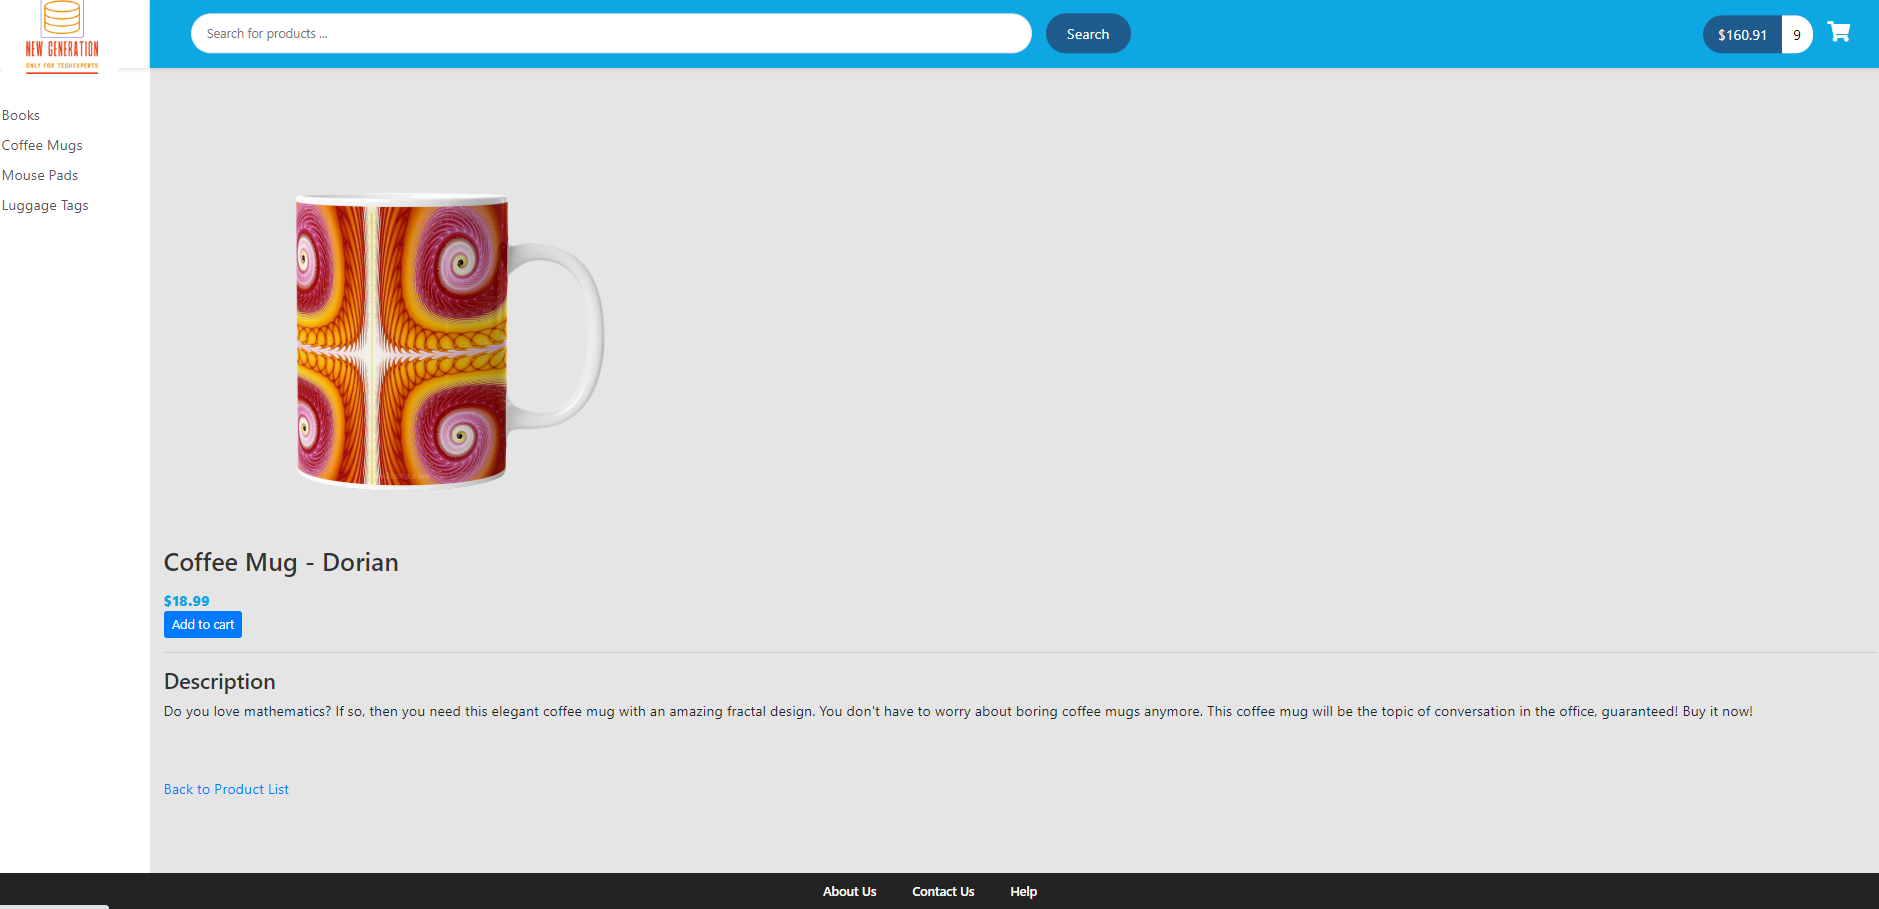 NEW GENERATION
ONLY FOR TECHEXPERTS
Search for products ...
Search
$160.91
9
Books
Coffee Mugs
Mouse Pads
Luggage Tags
Coffee Mug - Dorian
$18.99
Add to cart
Description
Do you love mathematics? If so, then you need this elegant coffee mug with an amazing fractal design. You don't have to worry about boring coffee mugs anymore. This coffee mug will be the topic of conversation in the office, guaranteed! Buy it now!
Back to Product List
About Us
Contact Us
Help